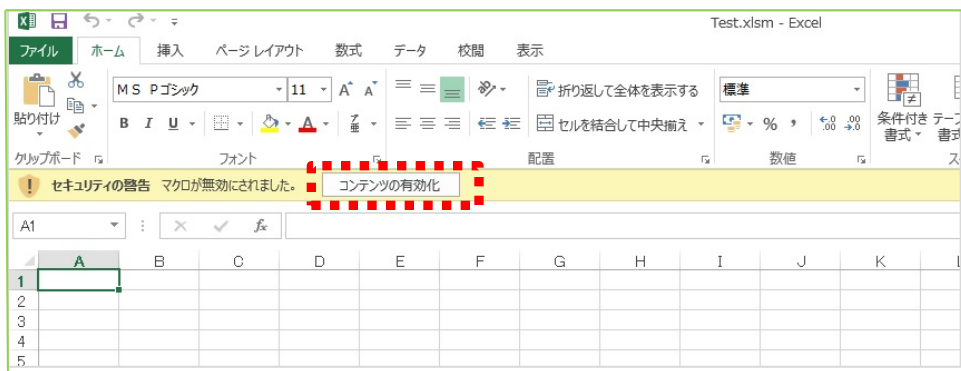 Test.xlsm - Excel
ファイル ホーム 挿入 ページ レイアウト 数式 データ 校閲 表示
MS Pゴシック 11 A A 折り返して全体を表示する 標準
貼り付け B I U A セルを結合して中央揃え % , .0 .00 .00 .0 条件付き 書式
クリップボード フォント 配置 数値
セキュリティの警告 マクロが無効にされました。 コンテンツの有効化
A1 fx
A B C D E F G H I J K
1
2
3
4
5